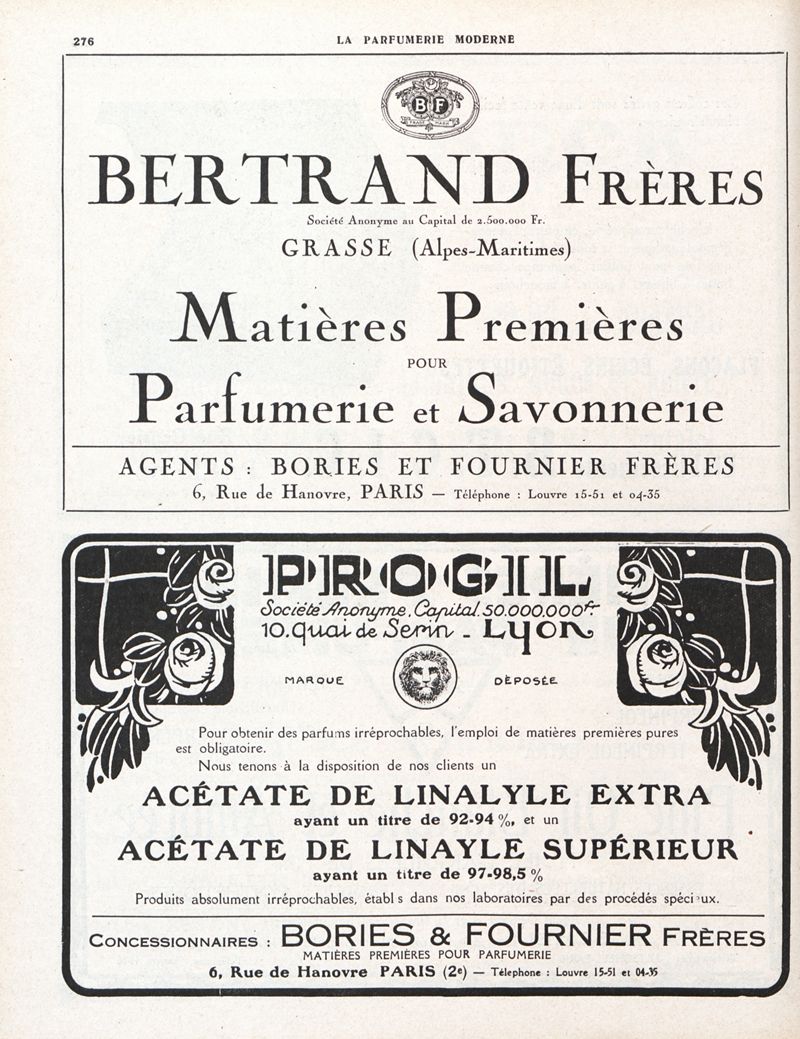 276
LA PARFUMERIE MODERNE
B F
TRADE MARK
BERTRAND FRÈRES
Société Anonyme au Capital de 2.500.000 Fr.
GRASSE (Alpes-Maritimes)
Matières Premières
POUR
Parfumerie et Savonnerie
AGENTS : BORIES ET FOURNIER FRÈRES
6, Rue de Hanovre, PARIS — Téléphone : Louvre 15-51 et 04-35
PROGIL
Société Anonyme. Capital. 50.000.000fr
10. quai de Serin - Lyon
MARQUE DÉPOSÉE
Pour obtenir des parfums irréprochables, l'emploi de matières premières pures
est obligatoire.
Nous tenons à la disposition de nos clients un
ACÉTATE DE LINALYLE EXTRA
ayant un titre de 92-94 %, et un
ACÉTATE DE LINAYLE SUPÉRIEUR
ayant un titre de 97-98,5 %
Produits absolument irréprochables, établ s dans nos laboratoires par des procédés spéciaux.
CONCESSIONNAIRES : BORIES & FOURNIER FRÈRES
MATIÈRES PREMIÈRES POUR PARFUMERIE
6, Rue de Hanovre PARIS (2e) — Télephone : Louvre 15-51 et 04-35